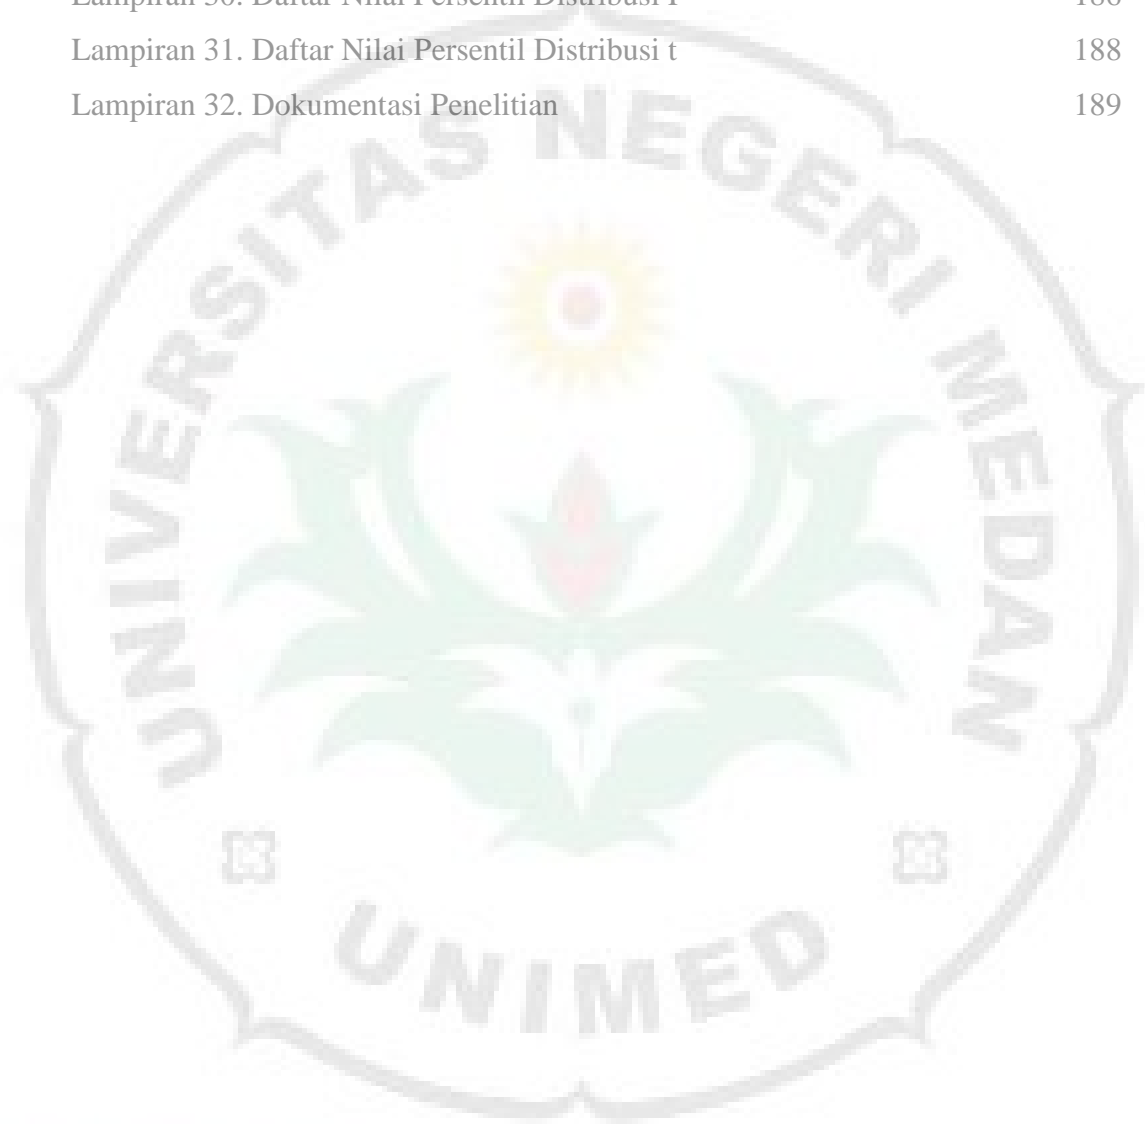 Lampiran 30. Daftar Nilai Persentil Distribusi F 186
Lampiran 31. Daftar Nilai Persentil Distribusi t 188
Lampiran 32. Dokumentasi Penelitian 189
UNIVERSITAS NEGERI MEDAN
UNIMED